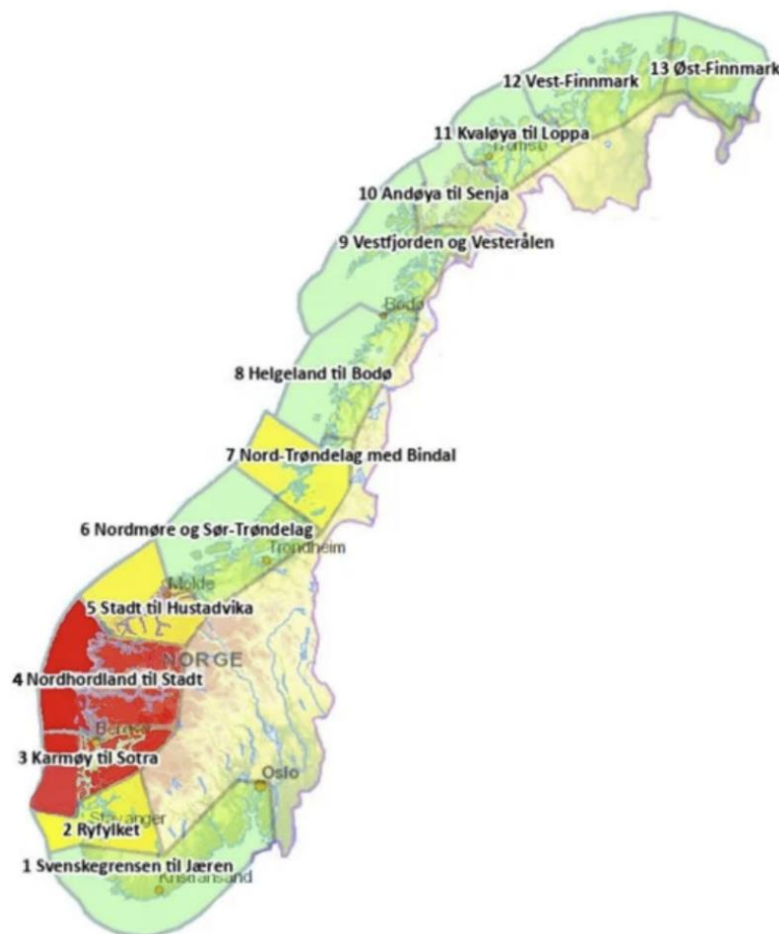 12 Vest-Finnmark
13 Øst-Finnmark
11 Kvaløya til Loppa
Tromsø
10 Andøya til Senja
9 Vestfjorden og Vesterålen
Bodø
8 Helgeland til Bodø
7 Nord-Trøndelag med Bindal
6 Nordmøre og Sør-Trøndelag
Trondheim
Molde
5 Stadt til Hustadvika
NORGE
4 Nordhordland til Stadt
Bergen
3 Karmøy til Sotra
Oslo
Stavanger
2 Ryfylket
1 Svenskegrensen til Jæren
Kristiansand